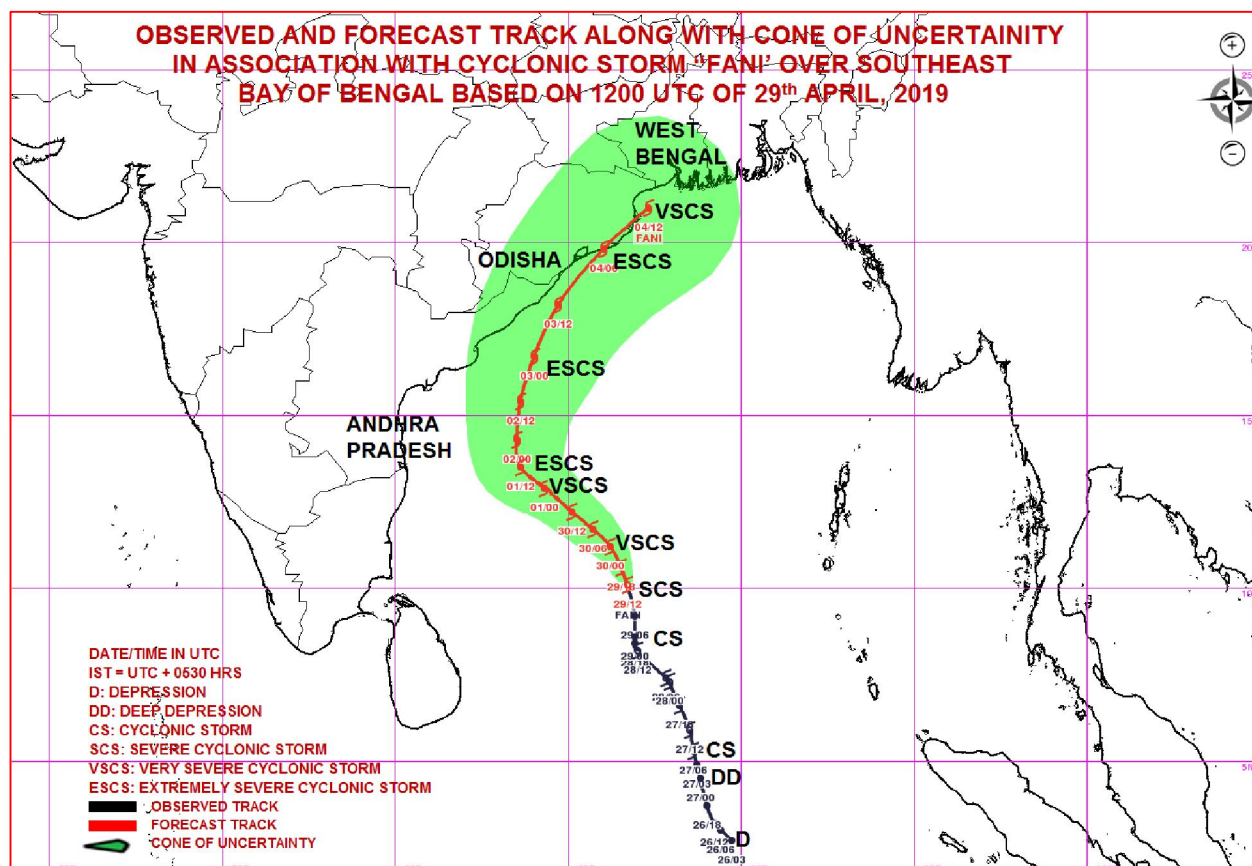 OBSERVED AND FORECAST TRACK ALONG WITH CONE OF UNCERTAINITY
IN ASSOCIATION WITH CYCLONIC STORM “FANI’ OVER SOUTHEAST
BAY OF BENGAL BASED ON 1200 UTC OF 29th APRIL, 2019
WEST
BENGAL
VSCS
04/12
FANI
ODISHA
ESCS
03/12
ESCS
03/00
ANDHRA
PRADESH
02/12
ESCS
02/00
VSCS
01/12
01/00
30/12
VSCS
30/06
30/00
SCS
29/12
FANI
CS
29/06
29/00
28/18
28/12
28/00
27/12
CS
27/06
DD
27/03
27/00
26/18
D
26/12
26/06
26/03
DATE/TIME IN UTC
IST = UTC + 0530 HRS
D: DEPRESSION
DD: DEEP DEPRESSION
CS: CYCLONIC STORM
SCS: SEVERE CYCLONIC STORM
VSCS: VERY SEVERE CYCLONIC STORM
ESCS: EXTREMELY SEVERE CYCLONIC STORM
OBSERVED TRACK
FORECAST TRACK
CONE OF UNCERTAINTY